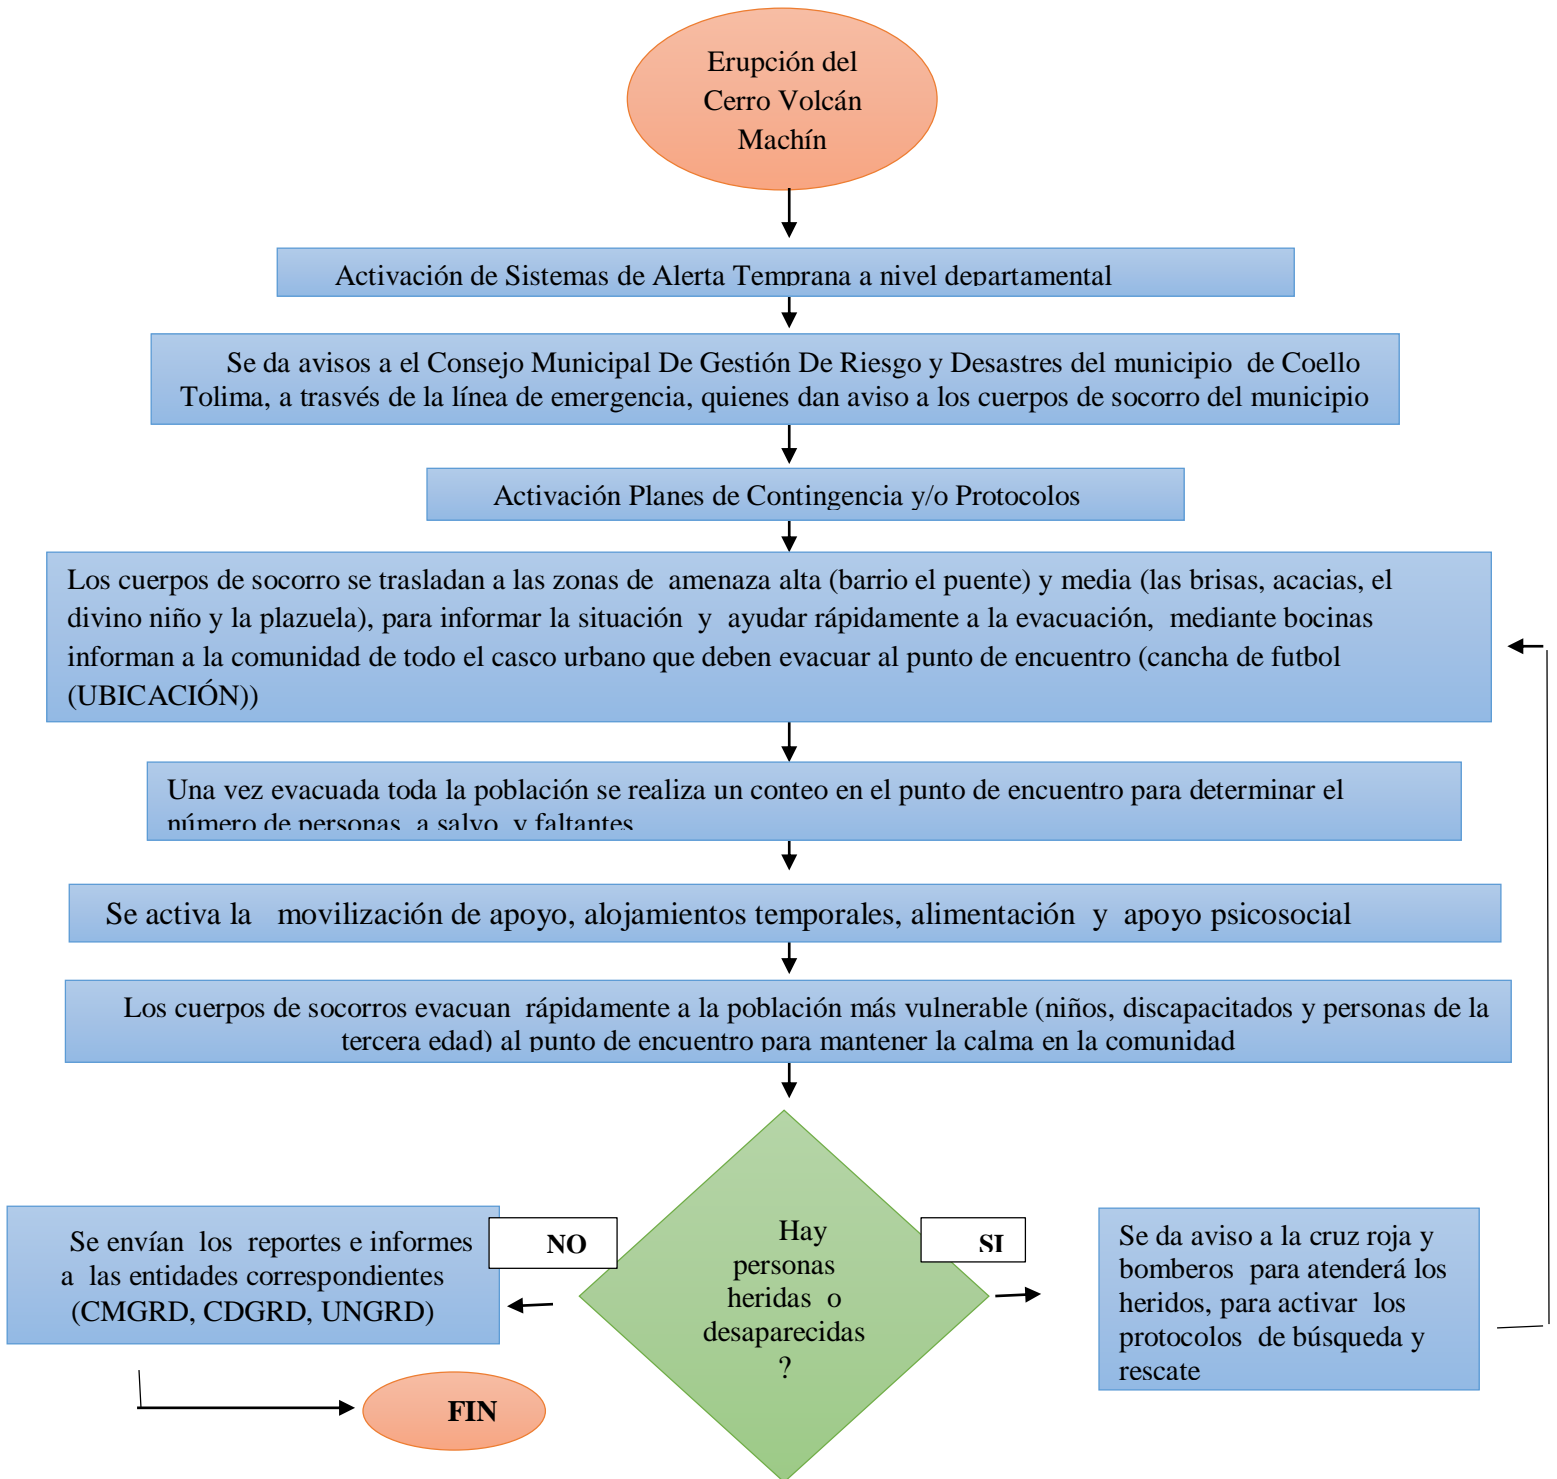 Erupción del
Cerro Volcán
Machín
Activación de Sistemas de Alerta Temprana a nivel departamental
Se da avisos a el Consejo Municipal De Gestión De Riesgo y Desastres del municipio de Coello
Tolima, a trasvés de la línea de emergencia, quienes dan aviso a los cuerpos de socorro del municipio
Activación Planes de Contingencia y/o Protocolos
Los cuerpos de socorro se trasladan a las zonas de amenaza alta (barrio el puente) y media (las brisas, acacias, el
divino niño y la plazuela), para informar la situación y ayudar rápidamente a la evacuación, mediante bocinas
informan a la comunidad de todo el casco urbano que deben evacuar al punto de encuentro (cancha de futbol
(UBICACIÓN))
Una vez evacuada toda la población se realiza un conteo en el punto de encuentro para determinar el
número de personas a salvo y faltantes
Se activa la movilización de apoyo, alojamientos temporales, alimentación y apoyo psicosocial
Los cuerpos de socorros evacuan rápidamente a la población más vulnerable (niños, discapacitados y personas de la
tercera edad) al punto de encuentro para mantener la calma en la comunidad
Hay
personas
heridas o
desaparecidas
?
NO
SI
Se envían los reportes e informes
a las entidades correspondientes
(CMGRD, CDGRD, UNGRD)
Se da aviso a la cruz roja y
bomberos para atenderá los
heridos, para activar los
protocolos de búsqueda y
rescate
FIN